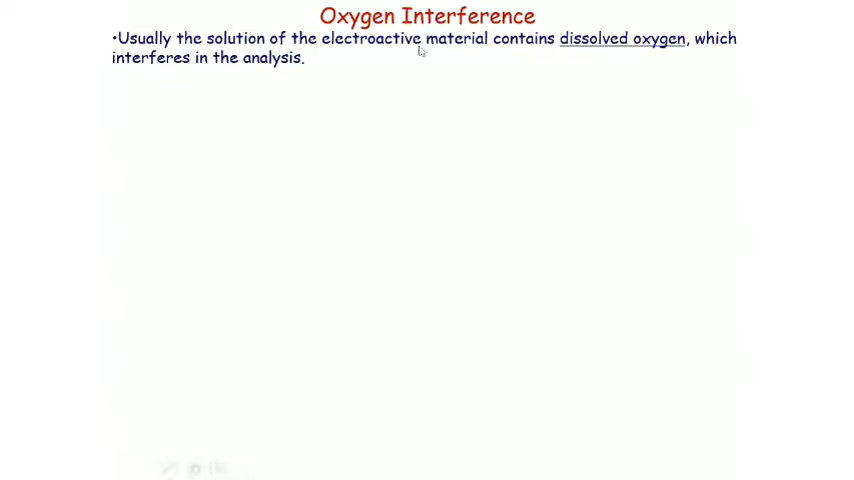 Oxygen Interference
•Usually the solution of the electroactive material contains dissolved oxygen, which
interferes in the analysis.